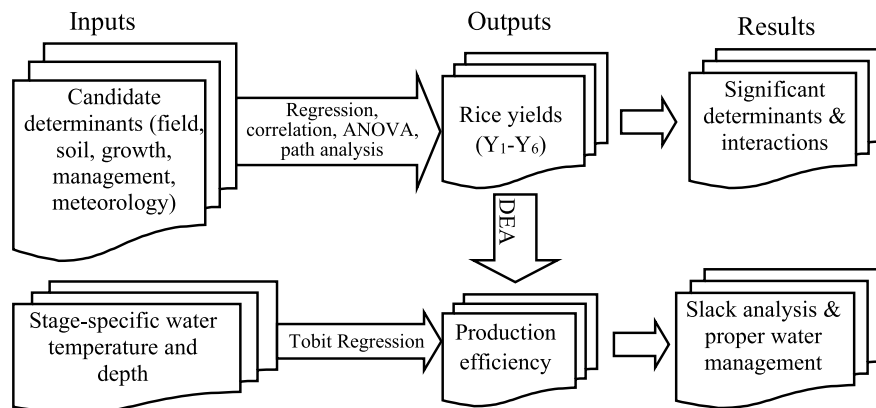 Inputs
Outputs
Results
Candidate
determinants (field,
soil, growth,
management,
meteorology)
Regression,
correlation, ANOVA,
path analysis
Rice yields
(Y₁-Y₆)
Significant
determinants &
interactions
DEA
Stage-specific water
temperature and
depth
Tobit Regression
Production
efficiency
Slack analysis &
proper water
management